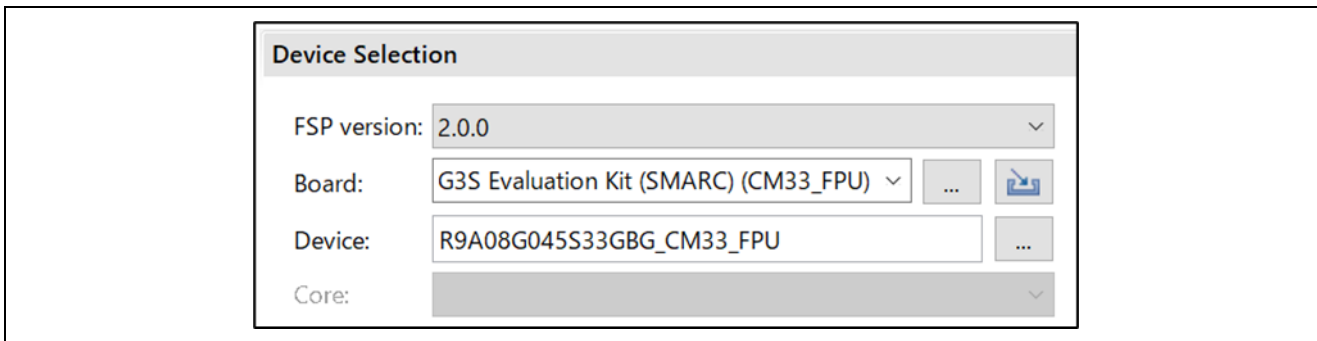 Device Selection
FSP version: 2.0.0
Board: G3S Evaluation Kit (SMARC) (CM33_FPU) ...
Device: R9A08G045S33GBG_CM33_FPU ...
Core: